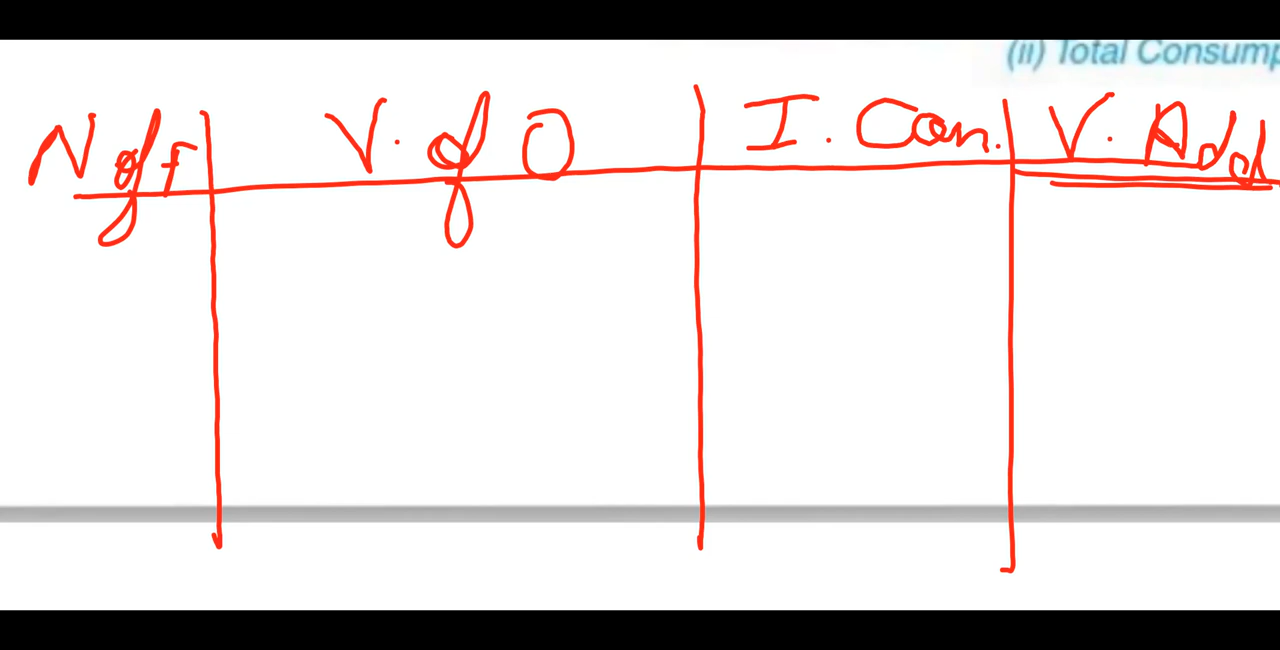 (ii) Total Consump
N of F V. of O I. Con. V. Add